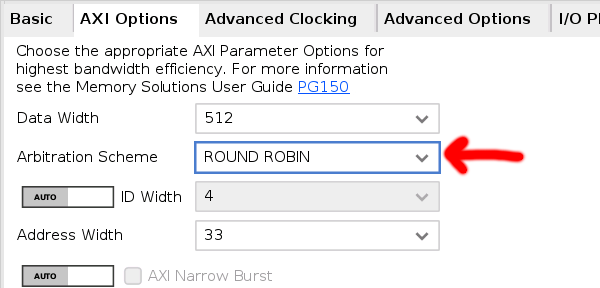 Basic
AXI Options
Advanced Clocking
Advanced Options
Choose the appropriate AXI Parameter Options for
highest bandwidth efficiency. For more information
see the Memory Solutions User Guide PG150
Data Width
512
Arbitration Scheme
ROUND ROBIN
AUTO
ID Width
4
Address Width
33
AUTO
AXI Narrow Burst